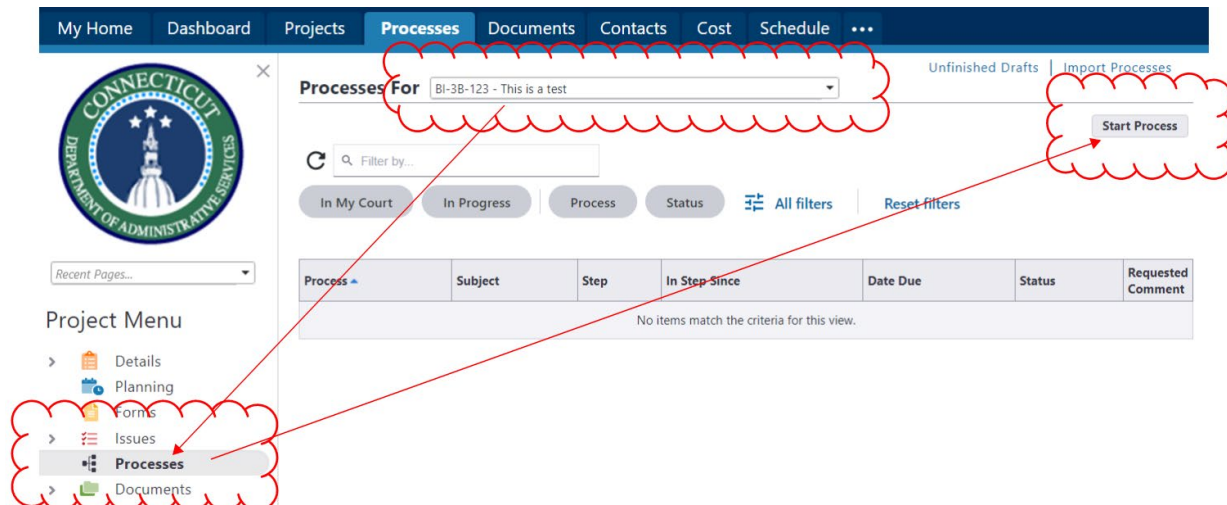 My Home Dashboard Projects Processes Documents Contacts Cost Schedule •••
CONNECTICUT
DEPARTMENT OF ADMINISTRATIVE SERVICES
Recent Pages...
Project Menu
Details
Planning
Forms
Issues
Processes
Documents
Unfinished Drafts | Import Processes
Processes For BI-3B-123 - This is a test
Start Process
Filter by...
In My Court In Progress Process Status All filters Reset filters
Process Subject Step In Step Since Date Due Status Requested Comment
No items match the criteria for this view.